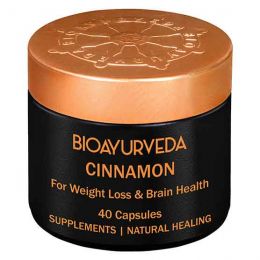 BIOAYURVEDA
CINNAMON
For Weight Loss & Brain Health
40 Capsules
SUPPLEMENTS | NATURAL HEALING